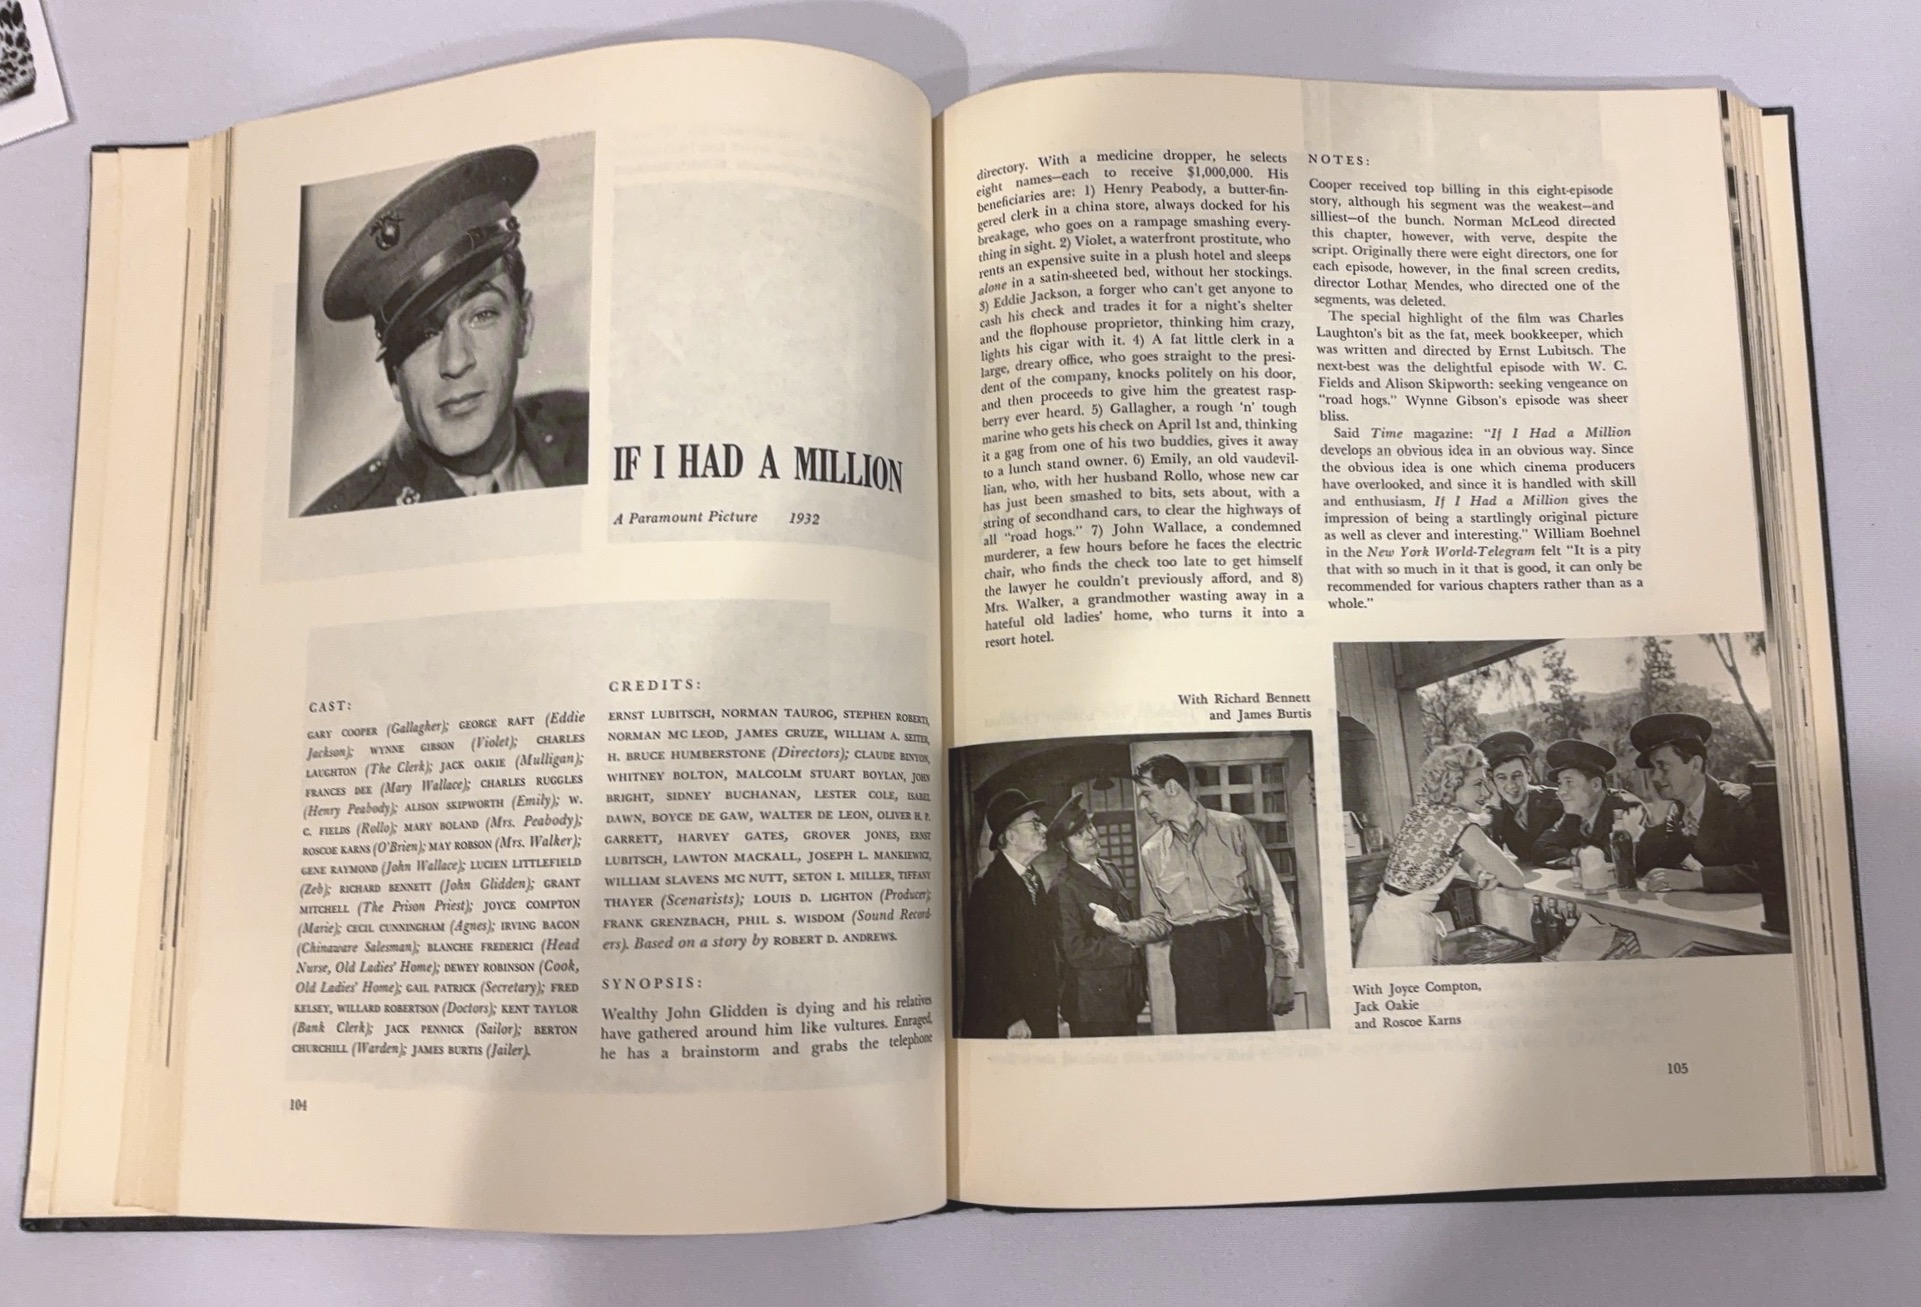 IF I HAD A MILLION
A Paramount Picture 1932
CAST:
GARY COOPER (Gallagher); GEORGE RAFT (Eddie
Jackson); WYNNE GIBSON (Violet); CHARLES
LAUGHTON (The Clerk); JACK OAKIE (Mulligan);
FRANCES DEE (Mary Wallace); CHARLES RUGGLES
(Henry Peabody); ALISON SKIPWORTH (Emily); W.
C. FIELDS (Rollo); MARY BOLAND (Mrs. Peabody);
ROSCOE KARNS (O'Brien); MAY ROBSON (Mrs. Walker);
GENE RAYMOND (John Wallace); LUCIEN LITTLEFIELD
(Zeb); RICHARD BENNETT (John Glidden); GRANT
MITCHELL (The Prison Priest); JOYCE COMPTON
(Marie); CECIL CUNNINGHAM (Agnes); IRVING BACON
(Chinaware Salesman); BLANCHE FREDERICI (Head
Nurse, Old Ladies' Home); DEWEY ROBINSON (Cook,
Old Ladies' Home); GAIL PATRICK (Secretary); FRED
KELSEY, WILLARD ROBERTSON (Doctors); KENT TAYLOR
(Bank Clerk); JACK PENNICK (Sailor); BERTON
CHURCHILL (Warden); JAMES BURTIS (Jailer).
104
CREDITS:
ERNST LUBITSCH, NORMAN TAUROG, STEPHEN ROBERTS,
NORMAN MC LEOD, JAMES CRUZE, WILLIAM A. SEITER,
H. BRUCE HUMBERSTONE (Directors); CLAUDE BINYON,
WHITNEY BOLTON, MALCOLM STUART BOYLAN, JOHN
BRIGHT, SIDNEY BUCHANAN, LESTER COLE, ISABEL
DAWN, BOYCE DE GAW, WALTER DE LEON, OLIVER H. P.
GARRETT, HARVEY GATES, GROVER JONES, ERNST
LUBITSCH, LAWTON MACKALL, JOSEPH L. MANKIEWICZ,
WILLIAM SLAVENS MC NUTT, SETON I. MILLER, TIFFANY
THAYER (Scenarists); LOUIS D. LIGHTON (Producer);
FRANK GRENZBACH, PHIL S. WISDOM (Sound Record-
ers). Based on a story by ROBERT D. ANDREWS.
SYNOPSIS:
Wealthy John Glidden is dying and his relatives
have gathered around him like vultures. Enraged,
he has a brainstorm and grabs the telephone
directory. With a medicine dropper, he selects
eight names—each to receive $1,000,000. His
beneficiaries are: 1) Henry Peabody, a butter-fin-
gered clerk in a china store, always docked for his
breakage, who goes on a rampage smashing every-
thing in sight. 2) Violet, a waterfront prostitute, who
rents an expensive suite in a plush hotel and sleeps
alone in a satin-sheeted bed, without her stockings.
3) Eddie Jackson, a forger who can't get anyone to
cash his check and trades it for a night's shelter
and the flophouse proprietor, thinking him crazy,
lights his cigar with it. 4) A fat little clerk in a
large, dreary office, who goes straight to the presi-
dent of the company, knocks politely on his door,
and then proceeds to give him the greatest rasp-
berry ever heard. 5) Gallagher, a rough 'n' tough
marine who gets his check on April 1st and, thinking
it a gag from one of his two buddies, gives it away
to a lunch stand owner. 6) Emily, an old vaudevil-
lian, who, with her husband Rollo, whose new car
has just been smashed to bits, sets about, with a
string of secondhand cars, to clear the highways of
all "road hogs." 7) John Wallace, a condemned
murderer, a few hours before he faces the electric
chair, who finds the check too late to get himself
the lawyer he couldn't previously afford, and 8)
Mrs. Walker, a grandmother wasting away in a
hateful old ladies' home, who turns it into a
resort hotel.
With Richard Bennett
and James Burtis
NOTES:
Cooper received top billing in this eight-episode
story, although his segment was the weakest—and
silliest—of the bunch. Norman McLeod directed
this chapter, however, with verve, despite the
script. Originally there were eight directors, one for
each episode, however, in the final screen credits,
director Lothar Mendes, who directed one of the
segments, was deleted.
The special highlight of the film was Charles
Laughton's bit as the fat, meek bookkeeper, which
was written and directed by Ernst Lubitsch. The
next-best was the delightful episode with W. C.
Fields and Alison Skipworth: seeking vengeance on
"road hogs." Wynne Gibson's episode was sheer
bliss.
Said Time magazine: "If I Had a Million
develops an obvious idea in an obvious way. Since
the obvious idea is one which cinema producers
have overlooked, and since it is handled with skill
and enthusiasm, If I Had a Million gives the
impression of being a startlingly original picture
as well as clever and interesting." William Boehnel
in the New York World-Telegram felt "It is a pity
that with so much in it that is good, it can only be
recommended for various chapters rather than as a
whole."
With Joyce Compton,
Jack Oakie
and Roscoe Karns
105